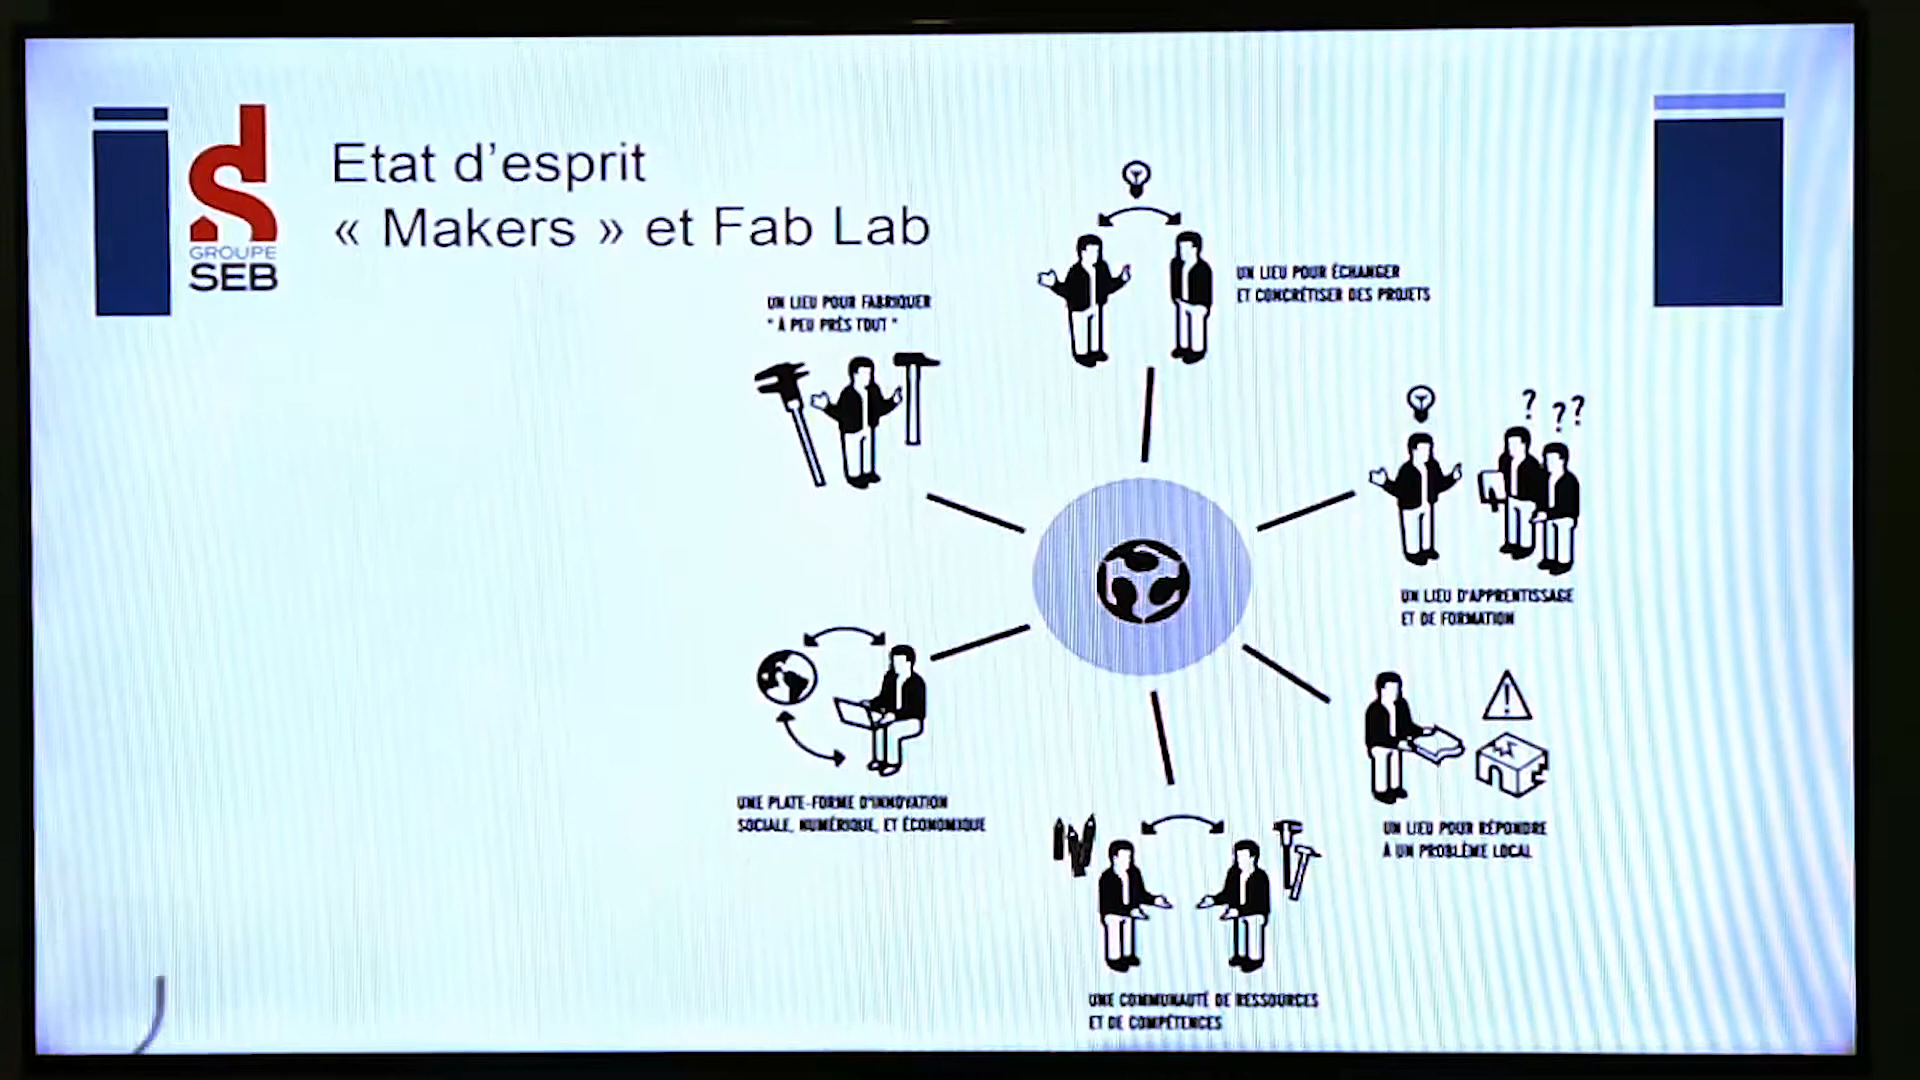 GROUPE
SEB
Etat d'esprit
« Makers » et Fab Lab
UN LIEU POUR ÉCHANGER
ET CONCRÉTISER DES PROJETS
UN LIEU POUR FABRIQUER
" À PEU PRÈS TOUT "
? ? ?
UN LIEU D'APPRENTISSAGE
ET DE FORMATION
UNE PLATE-FORME D'INNOVATION
SOCIALE, NUMÉRIQUE, ET ÉCONOMIQUE
UN LIEU POUR RÉPONDRE
À UN PROBLÈME LOCAL
UNE COMMUNAUTÉ DE RESSOURCES
ET DE COMPÉTENCES